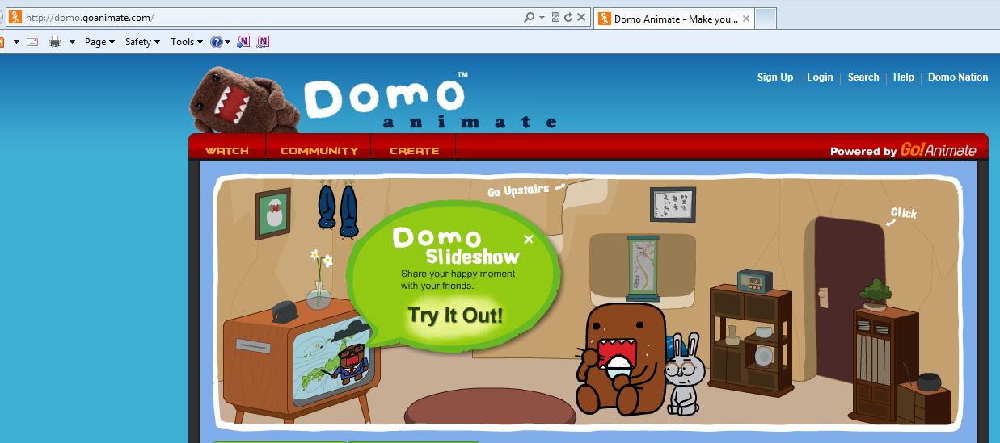 http://domo.goanimate.com/
Domo Animate - Make you...
Page Safety Tools
Domo™
animate
Sign Up Login Search Help Domo Nation
WATCH COMMUNITY CREATE
Powered by Go!Animate
Go Upstairs
Click
Domo
Slideshow
Share your happy moment
with your friends.
Try It Out!